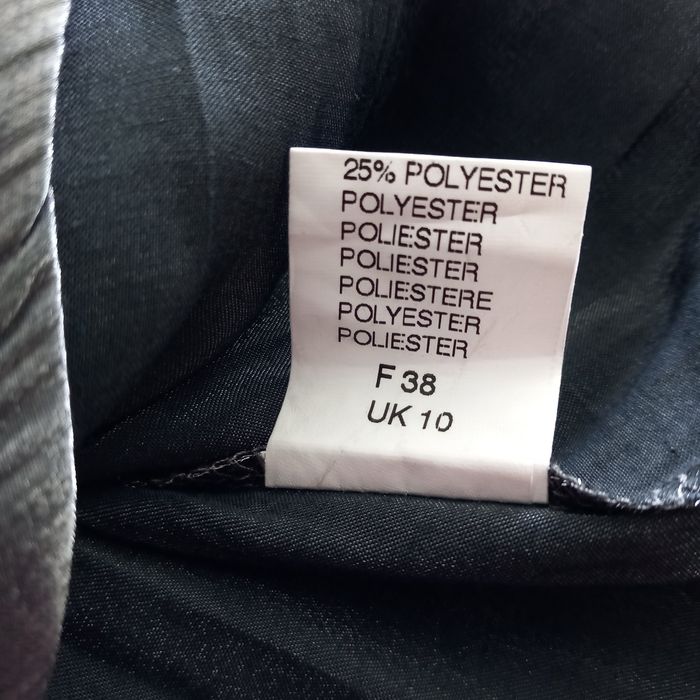 25% POLYESTER
POLYESTER
POLIESTER
POLIESTER
POLIESTERE
POLYESTER
POLIESTER
F 38
UK 10